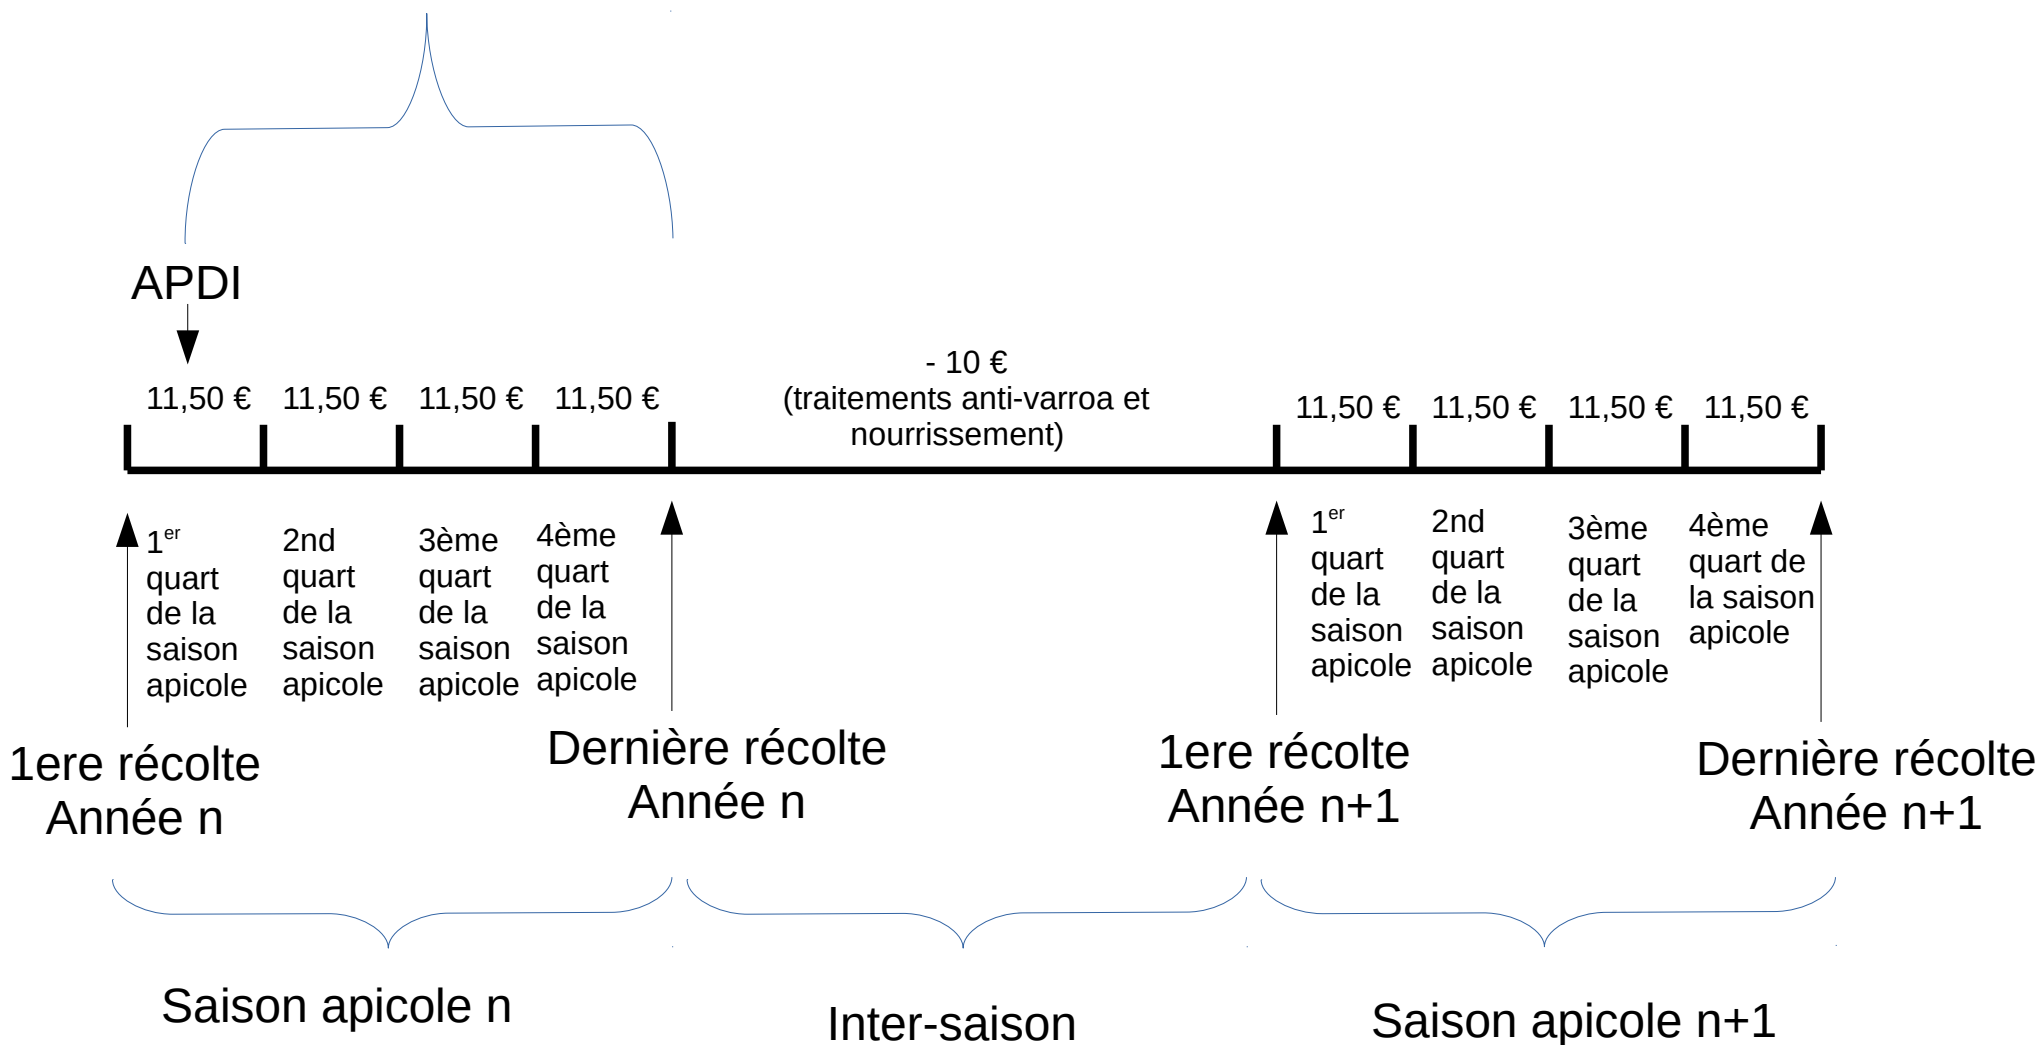 APDI
11,50 €
11,50 €
11,50 €
11,50 €
- 10 €
(traitements anti-varroa et
nourrissement)
11,50 €
11,50 €
11,50 €
11,50 €
1er
quart
de la
saison
apicole
2nd
quart
de la
saison
apicole
3ème
quart
de la
saison
apicole
4ème
quart
de la
saison
apicole
1er
quart
de la
saison
apicole
2nd
quart
de la
saison
apicole
3ème
quart
de la
saison
apicole
4ème
quart de
la saison
apicole
1ere récolte
Année n
Dernière récolte
Année n
1ere récolte
Année n+1
Dernière récolte
Année n+1
Saison apicole n
Inter-saison
Saison apicole n+1